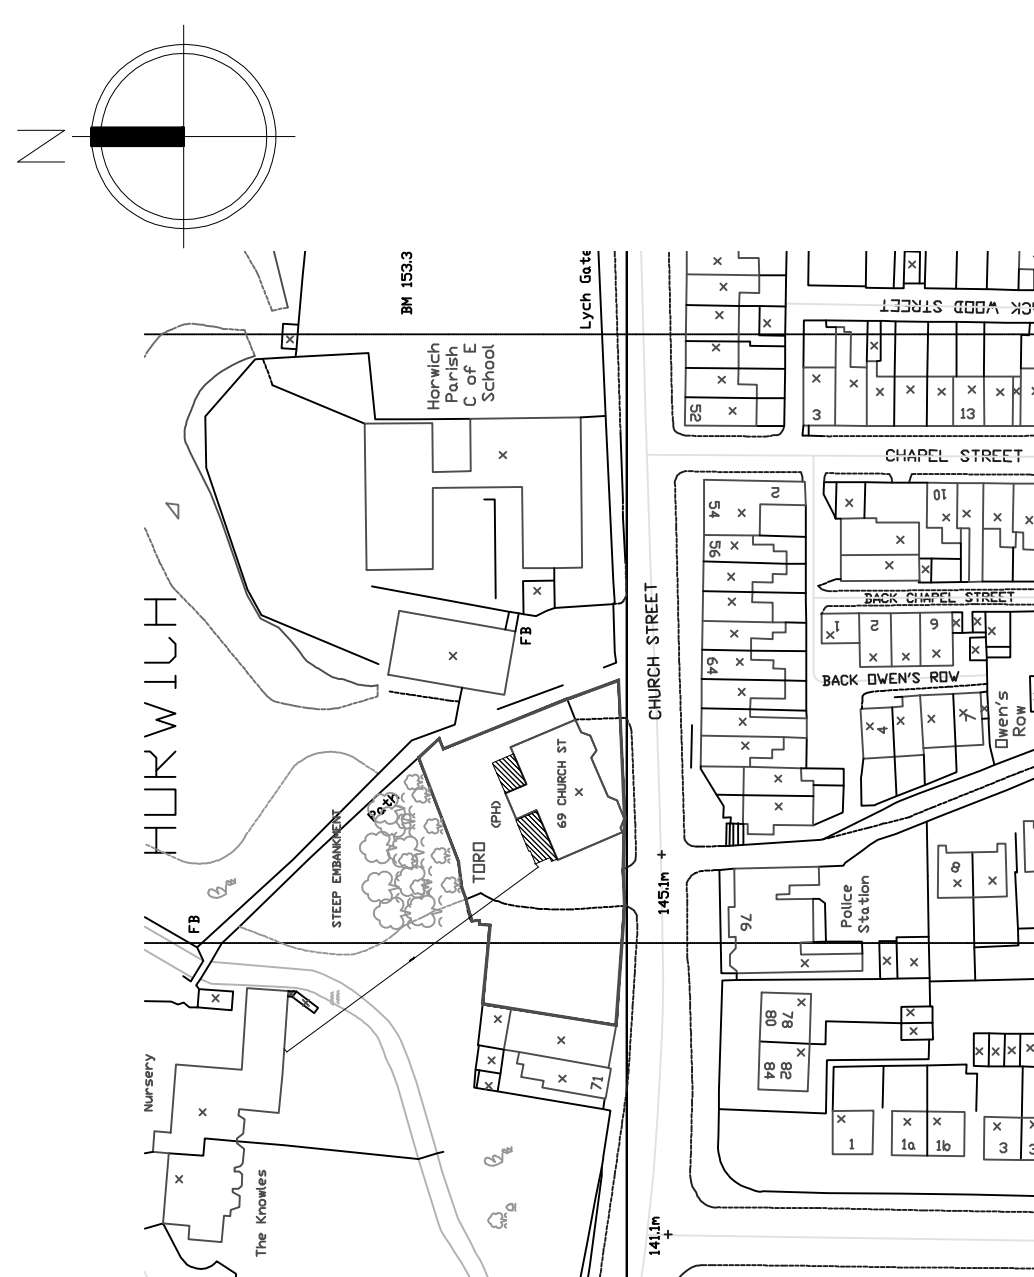 N
BM 153.3
Lych Gate
WOOD STREET
Horwich
Parish
C of E
School
52
3
13
CHAPEL STREET
2
54
56
10
BACK CHAPEL STREET
1
2
6
FB
CHURCH STREET
64
BACK OWEN'S ROW
4
7
Owen's
Row
HORWICH
69 CHURCH ST
(PH)
TORO
Path
STEEP EMBANKMENT
FB
145.1m
8
Police
Station
76
78
80
82
84
71
Nursery
The Knowles
1
1a
1b
3
3
141.1m